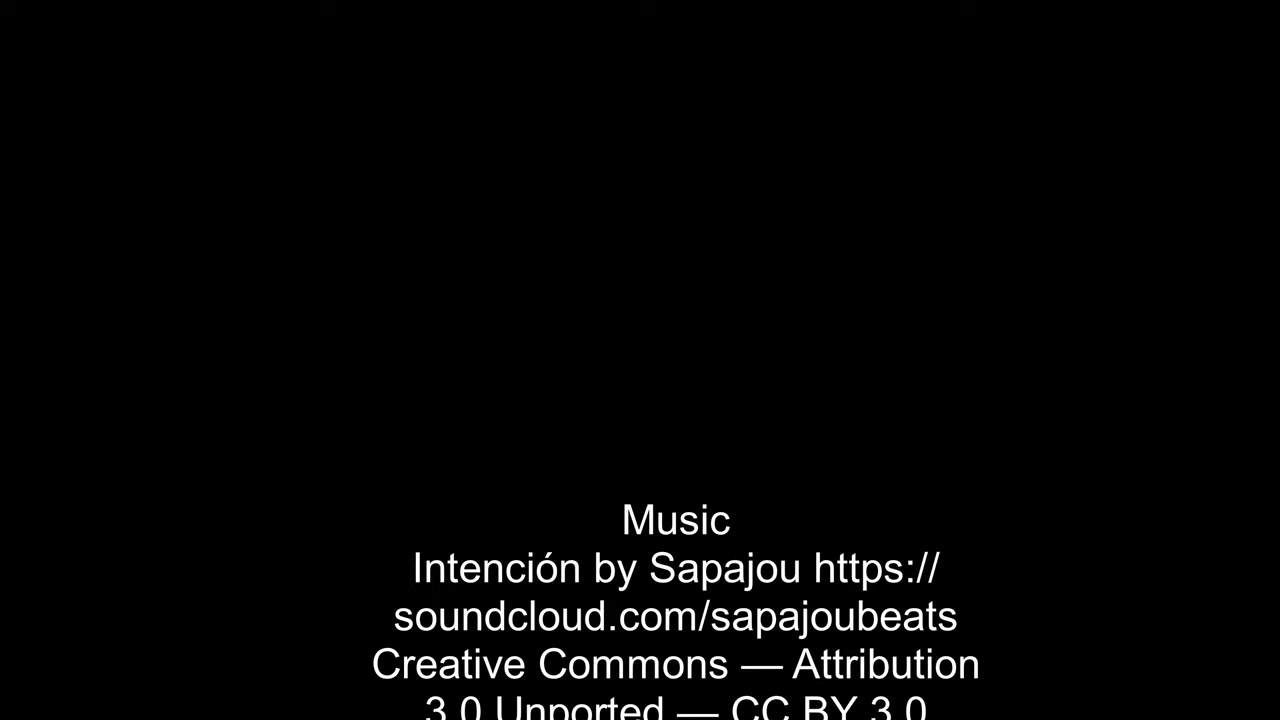 Music
Intención by Sapajou https://
soundcloud.com/sapajoubeats
Creative Commons — Attribution
3.0 Unported — CC BY 3.0